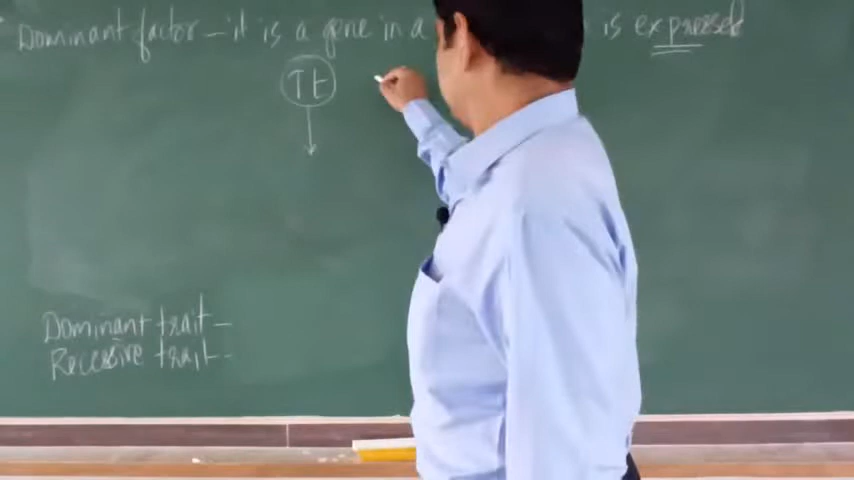 Dominant factor - it is a gene in a is expressed
Tt
Dominant trait -
Recessive trait -